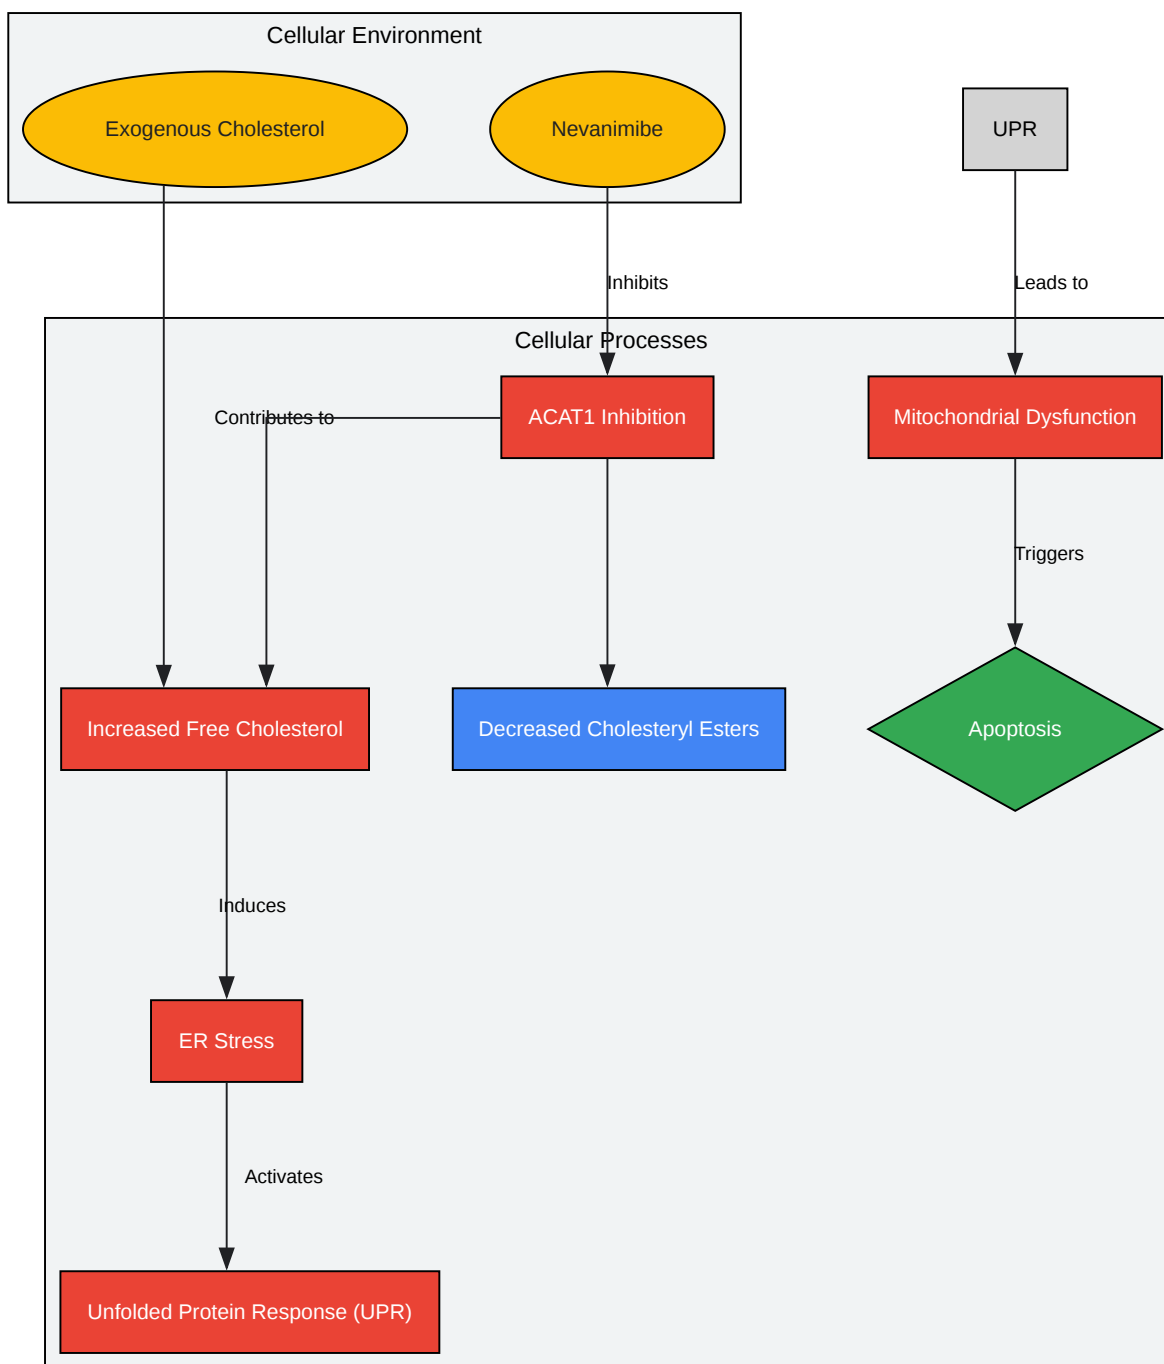 Cellular Environment
Exogenous Cholesterol
Nevanimibe
UPR
Inhibits
Leads to
Cellular Processes
Contributes to
ACAT1 Inhibition
Mitochondrial Dysfunction
Triggers
Increased Free Cholesterol
Decreased Cholesteryl Esters
Apoptosis
Induces
ER Stress
Activates
Unfolded Protein Response (UPR)